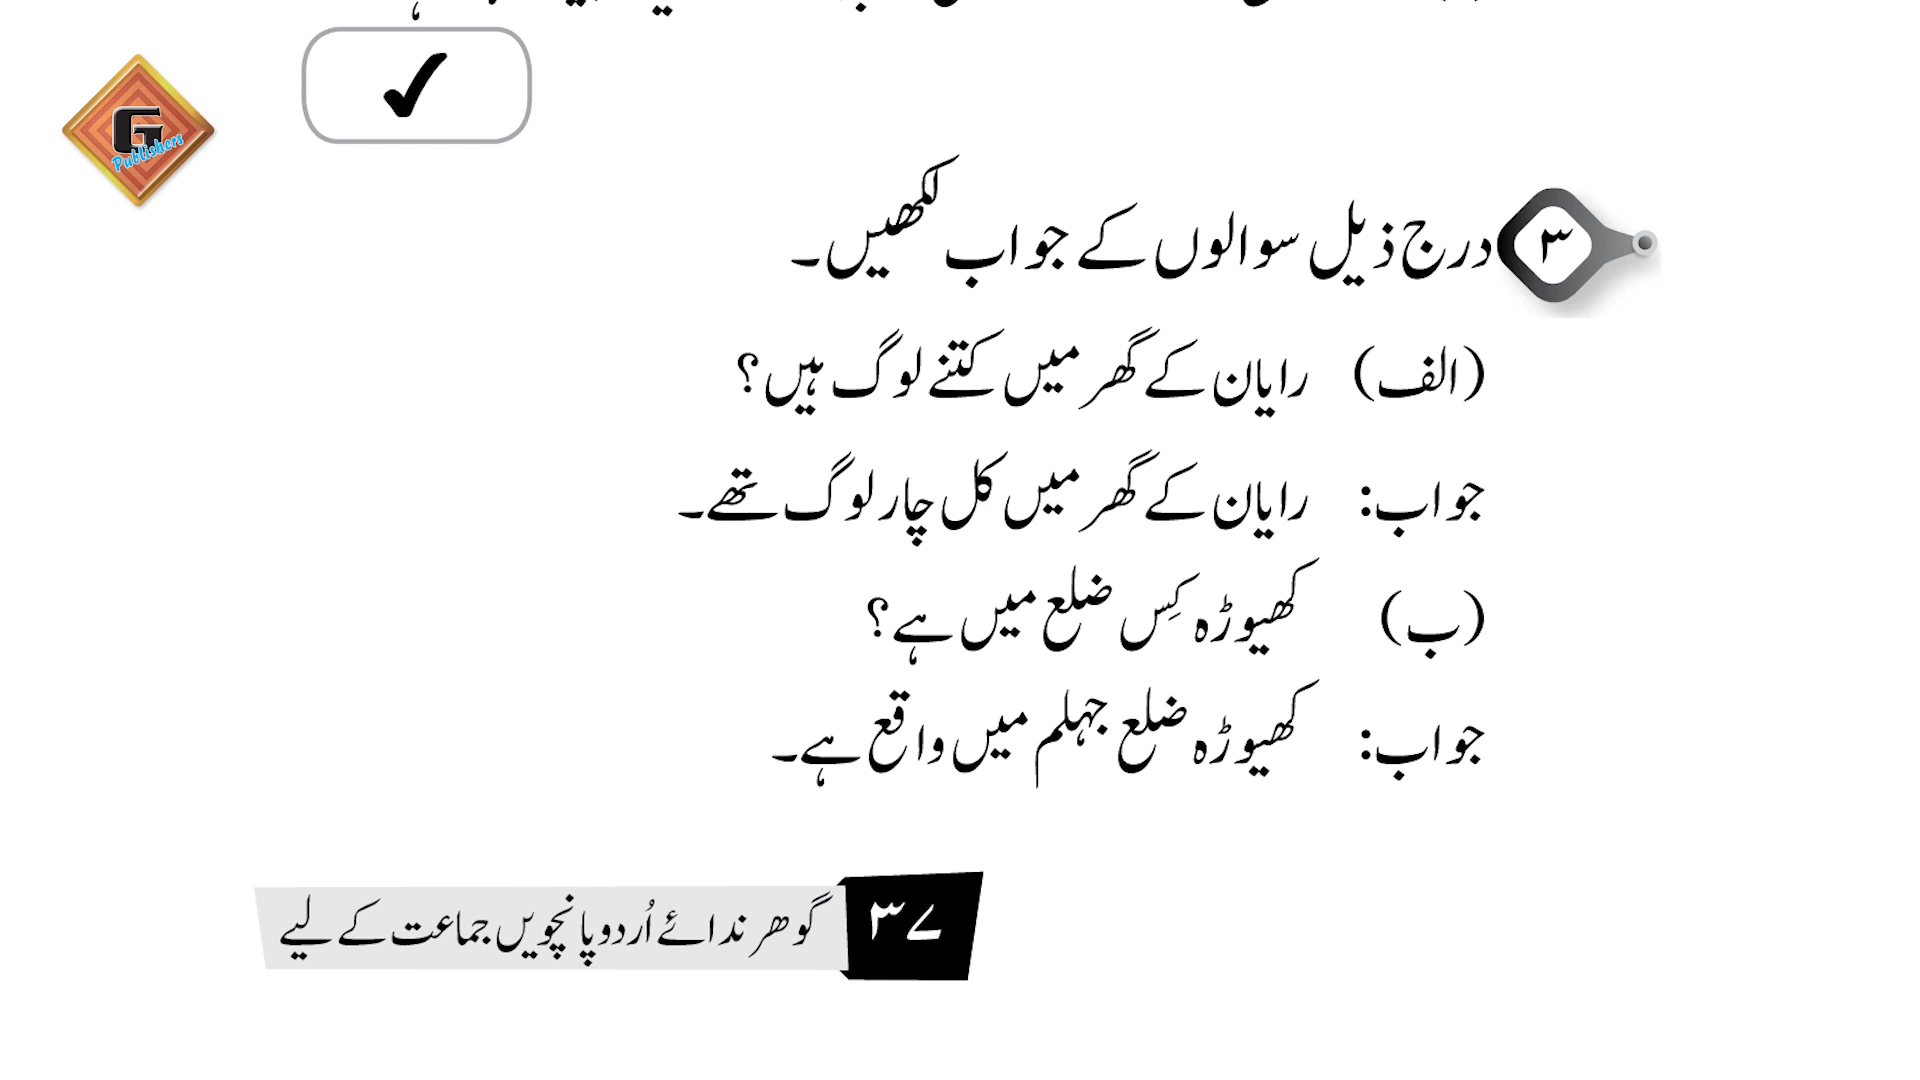 G
Publishers
۳ درج ذیل سوالوں کے جواب لکھیں۔
(الف) رایان کے گھر میں کتنے لوگ ہیں؟
جواب: رایان کے گھر میں کل چار لوگ تھے۔
(ب) کھیوڑہ کِس ضلع میں ہے؟
جواب: کھیوڑہ ضلع جہلم میں واقع ہے۔
۳۷ گوھر ندائے اُردو پانچویں جماعت کے لیے